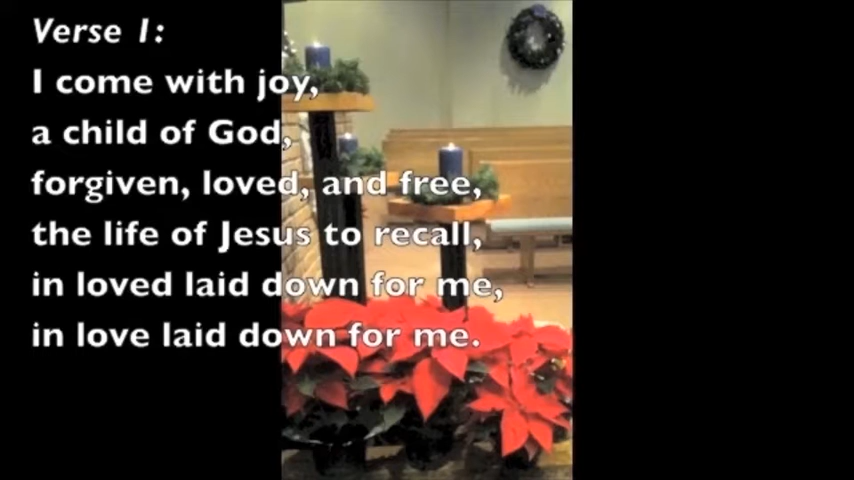 Verse 1:
I come with joy,
a child of God,
forgiven, loved, and free,
the life of Jesus to recall,
in loved laid down for me,
in love laid down for me.